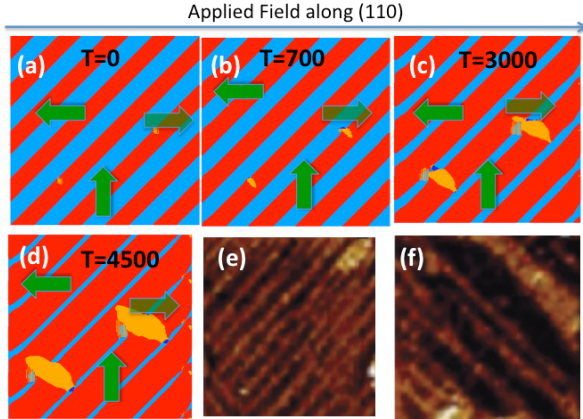 Applied Field along (110)
(a) T=0
(b) T=700
(c) T=3000
(d) T=4500
(e)
(f)